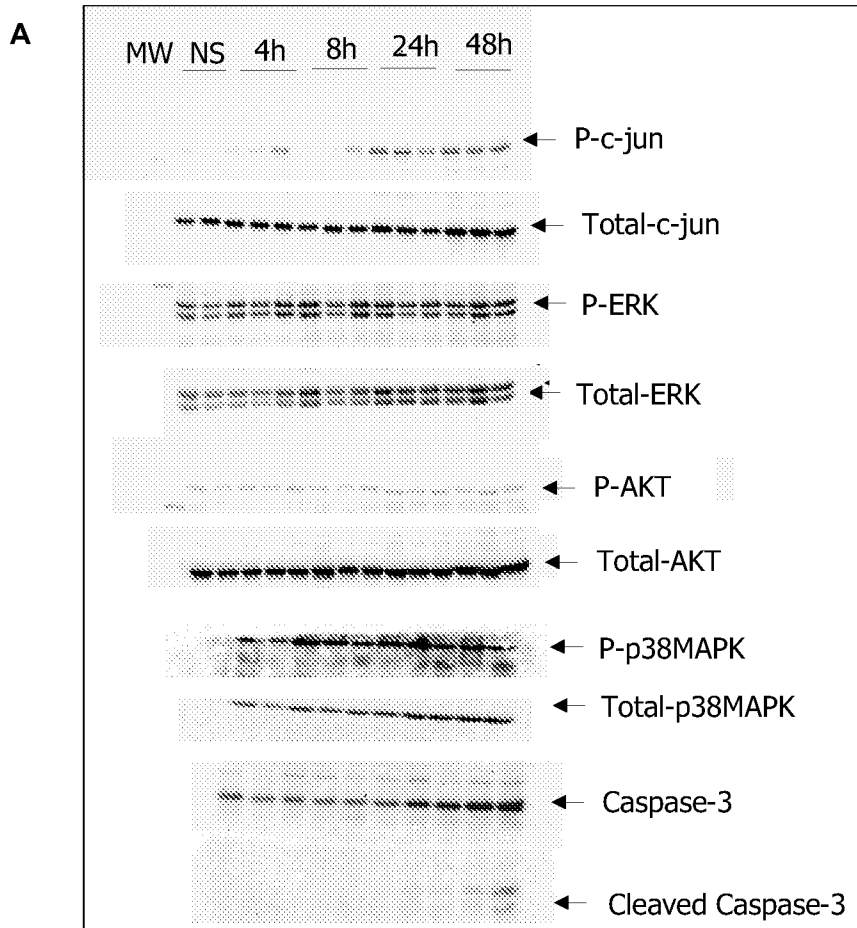 A
MW NS 4h 8h 24h 48h
P-c-jun
Total-c-jun
P-ERK
Total-ERK
P-AKT
Total-AKT
P-p38MAPK
Total-p38MAPK
Caspase-3
Cleaved Caspase-3